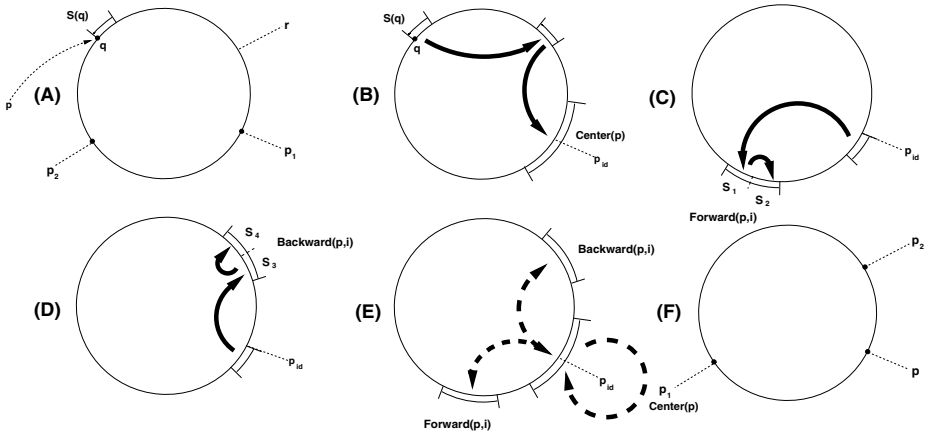 S(q)
r
q
(A)
p
p1
p2
S(q)
q
(B)
Center(p)
pid
(C)
pid
S1
S2
Forward(p,i)
S4
Backward(p,i)
S3
(D)
pid
Backward(p,i)
(E)
pid
Forward(p,i)
p2
(F)
p
p1
Center(p)